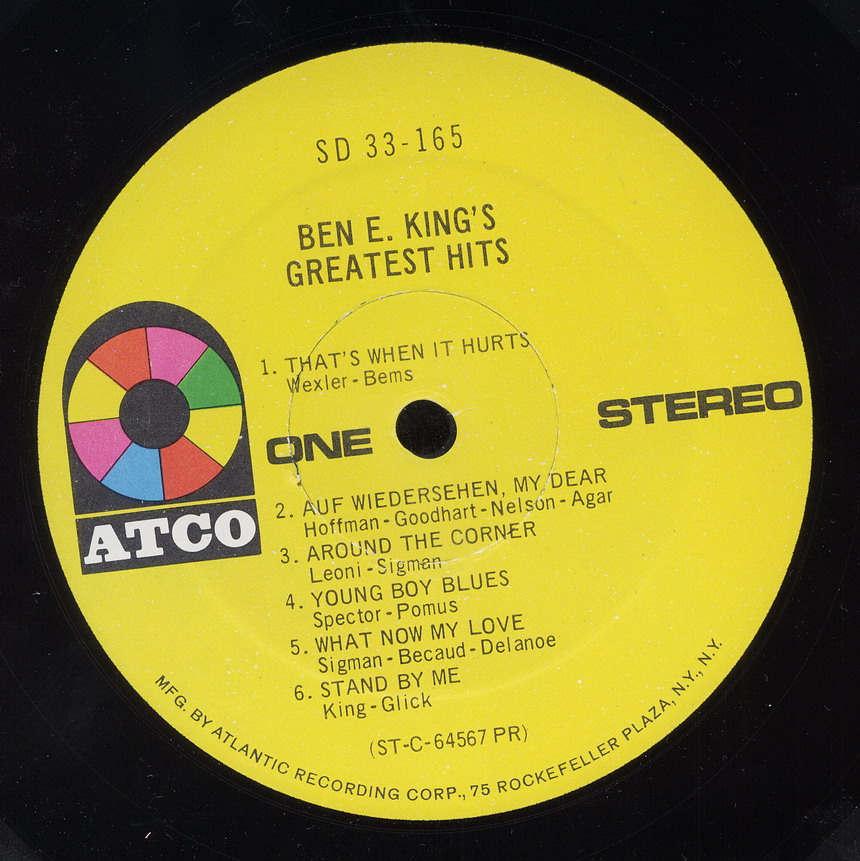 SD 33-165
BEN E. KING'S
GREATEST HITS
1. THAT'S WHEN IT HURTS
Wexler-Bems
ONE
STEREO
ATCO
2. AUF WIEDERSEHEN, MY DEAR
Hoffman-Goodhart-Nelson-Agar
3. AROUND THE CORNER
Leoni-Sigman
4. YOUNG BOY BLUES
Spector-Pomus
5. WHAT NOW MY LOVE
Sigman-Becaud-Delanoe
6. STAND BY ME
King-Glick
(ST-C-64567 PR)
MFG. BY ATLANTIC RECORDING CORP., 75 ROCKEFELLER PLAZA, N.Y., N.Y.